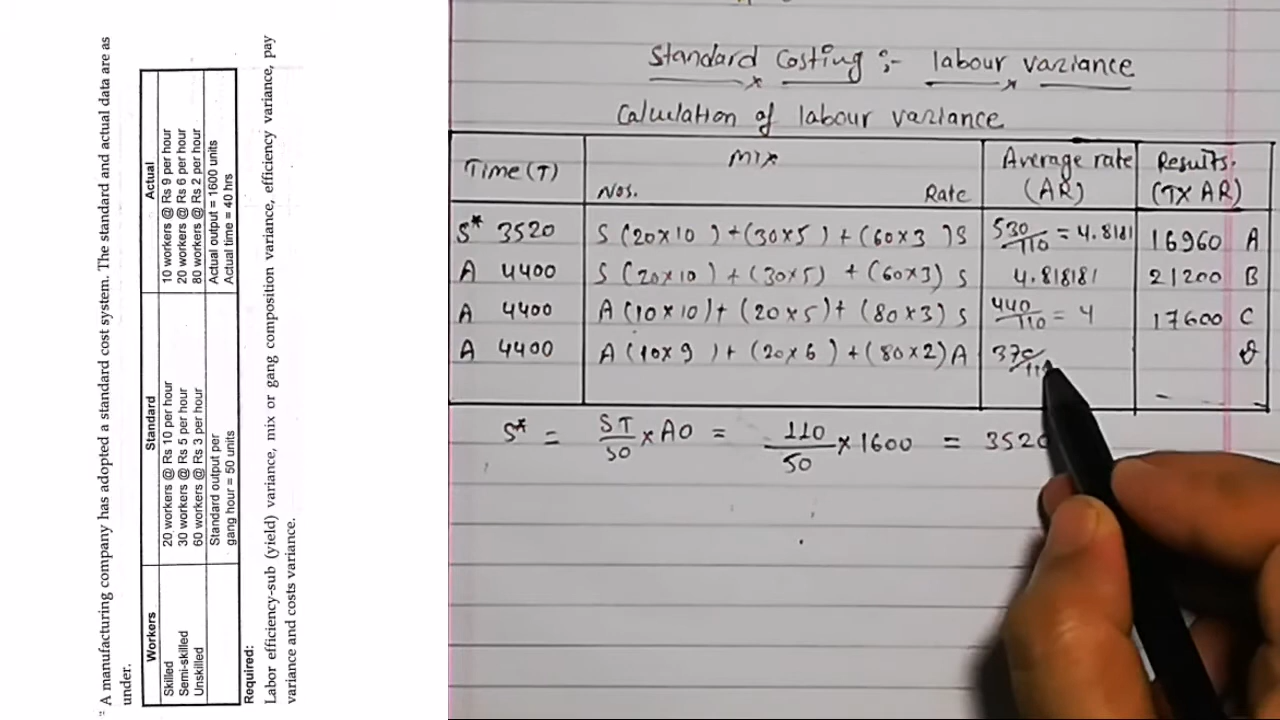 A manufacturing company has adopted a standard cost system. The standard and actual data are as
under.
Workers Standard Actual
Skilled 20 workers @ Rs 10 per hour 10 workers @ Rs 9 per hour
Semi-skilled 30 workers @ Rs 5 per hour 20 workers @ Rs 6 per hour
Unskilled 60 workers @ Rs 3 per hour 80 workers @ Rs 2 per hour
Standard output per Actual output = 1600 units
gang hour = 50 units Actual time = 40 hrs
Required:
Labor efficiency-sub (yield) variance, mix or gang composition variance, efficiency variance, pay
variance and costs variance.
Standard Costing :- labour variance
Calculation of labour variance
Time (T) Mix Average rate Results.
Nos. Rate (AR) (TX AR)
S* 3520 S (20x10) + (30x5) + (60x3) S 530/110 = 4.8181 16960 A
A 4400 S (20x10) + (30x5) + (60x3) S 4.818181 21200 B
A 4400 A (10x10) + (20x5) + (80x3) S 440/110 = 4 17600 C
A 4400 A (10x9) + (20x6) + (80x2) A
S* = ST/SO x AO = 110/50 x 1600 = 3520